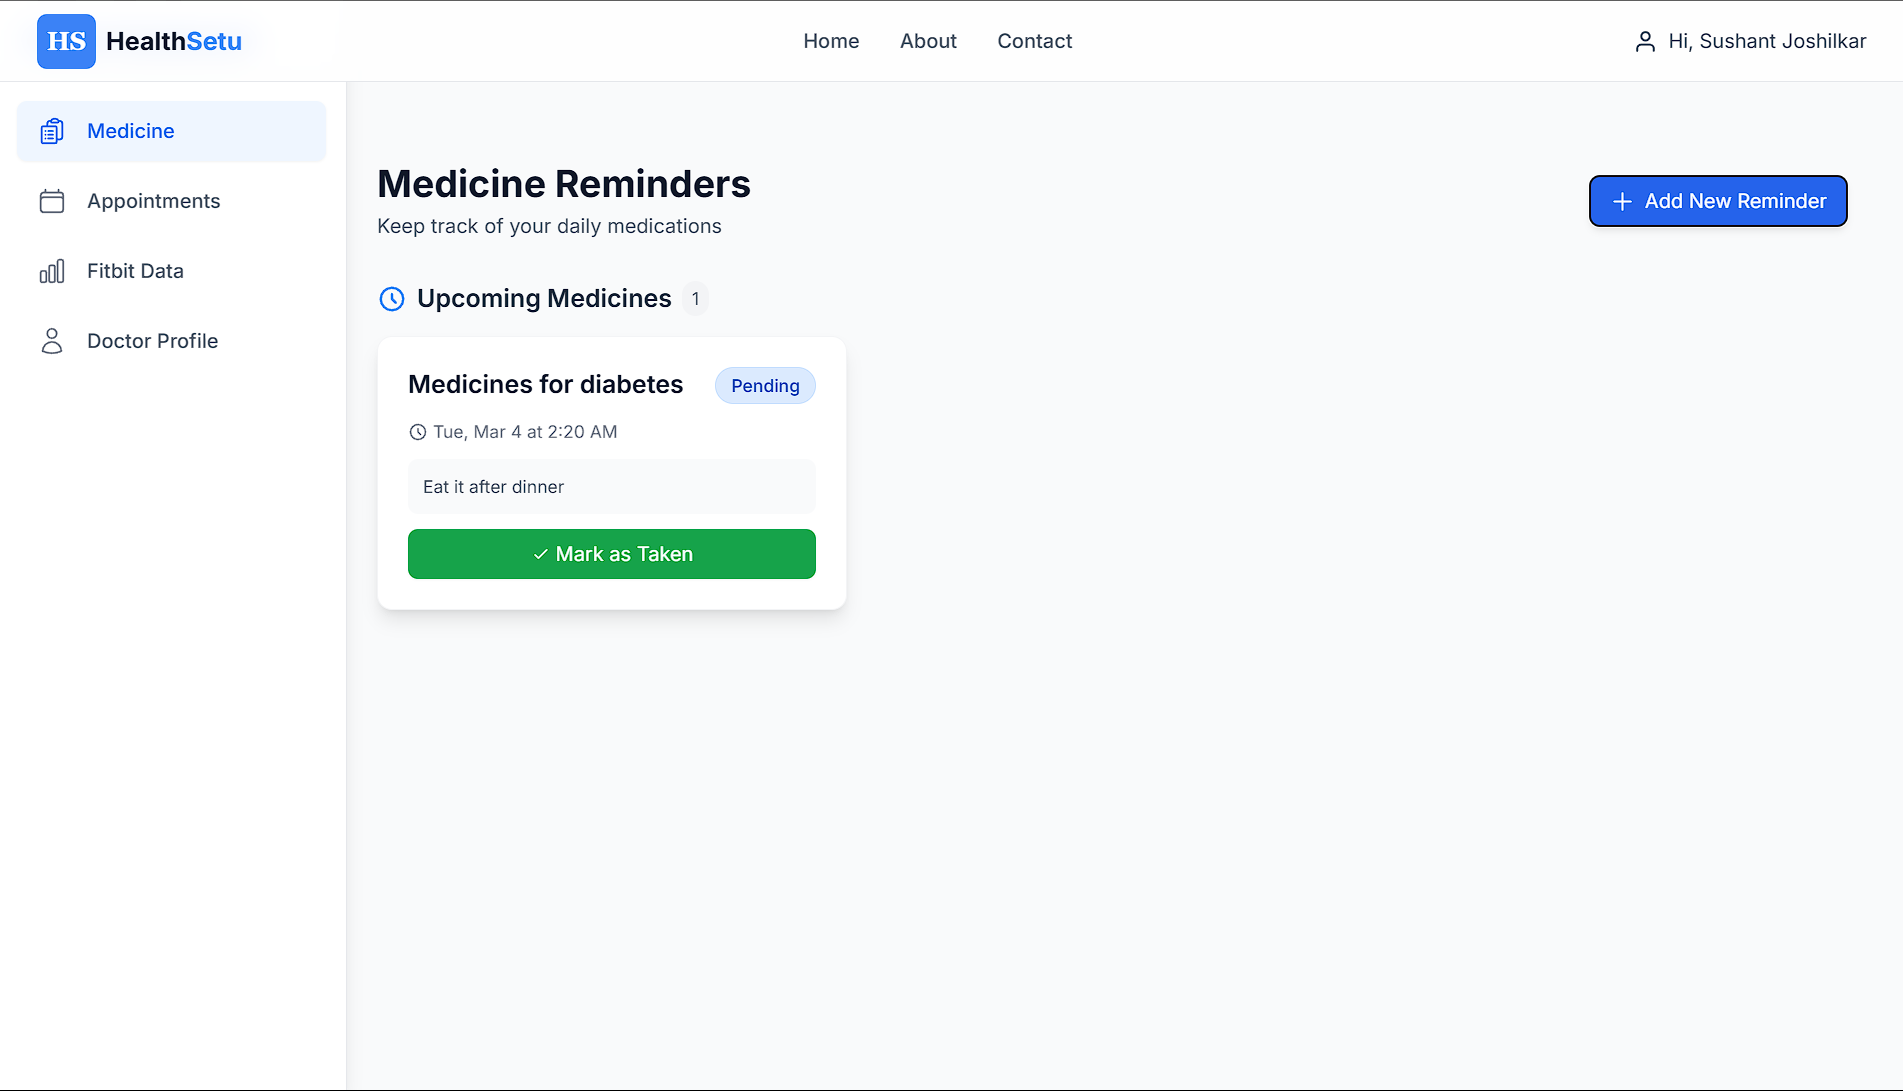 HS HealthSetu
Home About Contact
Hi, Sushant Joshilkar
Medicine
Appointments
Fitbit Data
Doctor Profile
Medicine Reminders
Keep track of your daily medications
Add New Reminder
Upcoming Medicines 1
Medicines for diabetes Pending
Tue, Mar 4 at 2:20 AM
Eat it after dinner
Mark as Taken